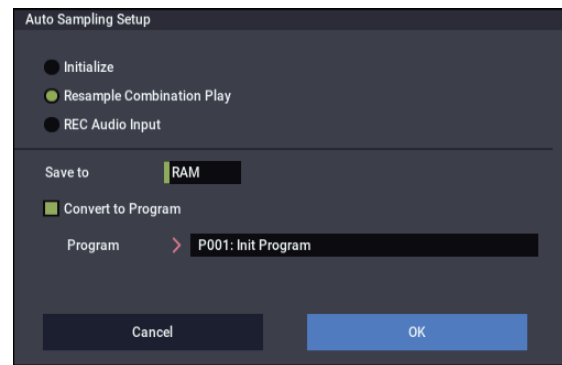 Auto Sampling Setup
Initialize
Resample Combination Play
REC Audio Input
Save to RAM
Convert to Program
Program P001: Init Program
Cancel OK